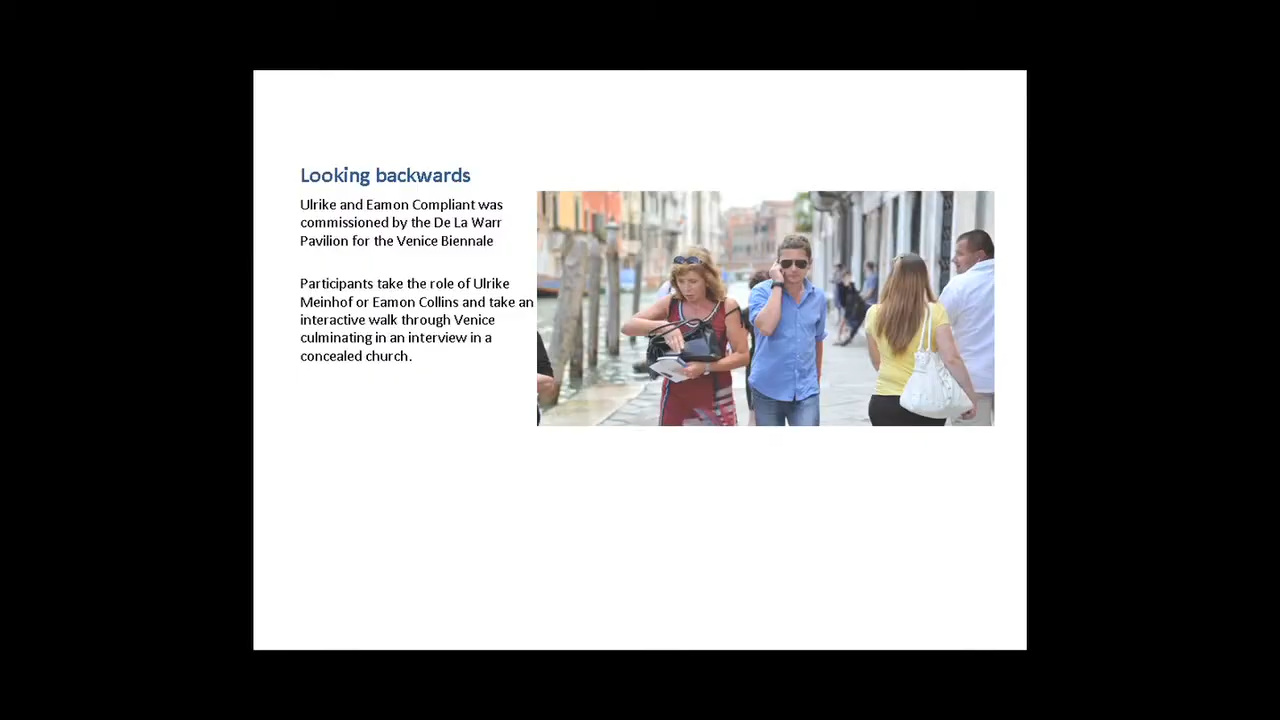 Looking backwards
Ulrike and Eamon Compliant was
commissioned by the De La Warr
Pavilion for the Venice Biennale
Participants take the role of Ulrike
Meinhof or Eamon Collins and take an
interactive walk through Venice
culminating in an interview in a
concealed church.